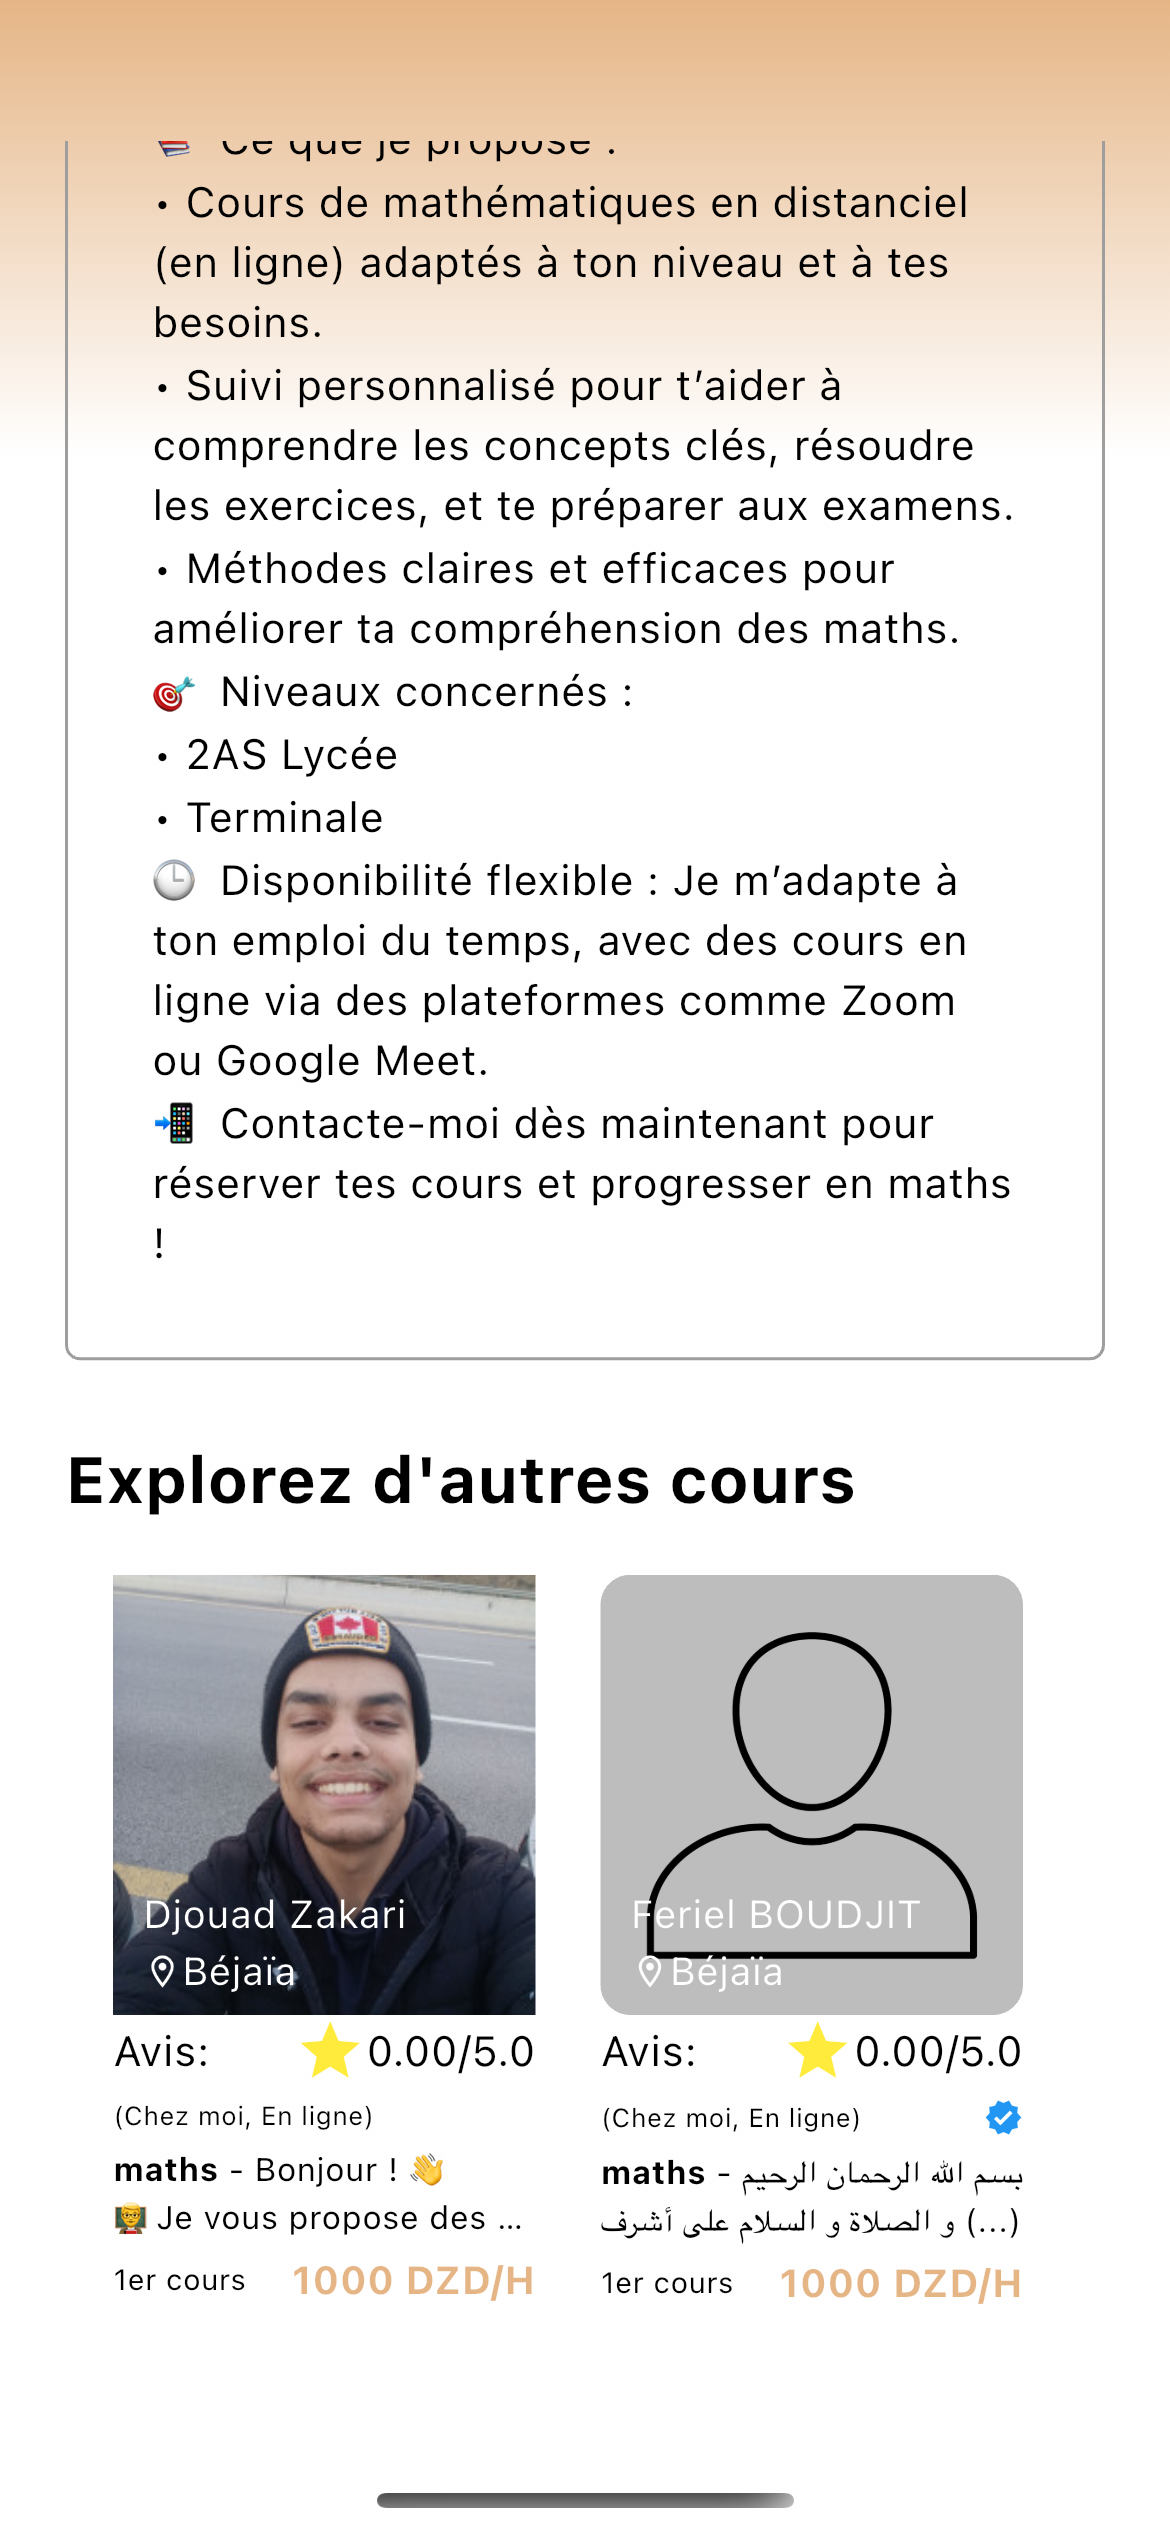 📚 Ce que je propose :
• Cours de mathématiques en distanciel
(en ligne) adaptés à ton niveau et à tes
besoins.
• Suivi personnalisé pour t’aider à
comprendre les concepts clés, résoudre
les exercices, et te préparer aux examens.
• Méthodes claires et efficaces pour
améliorer ta compréhension des maths.
🎯 Niveaux concernés :
• 2AS Lycée
• Terminale
🕒 Disponibilité flexible : Je m’adapte à
ton emploi du temps, avec des cours en
ligne via des plateformes comme Zoom
ou Google Meet.
📲 Contacte-moi dès maintenant pour
réserver tes cours et progresser en maths
!
Explorez d'autres cours
Djouad Zakari
Béjaïa
Avis: ⭐ 0.00/5.0
(Chez moi, En ligne)
maths - Bonjour ! 👋
👨‍🏫 Je vous propose des ...
1er cours 1000 DZD/H
Feriel BOUDJIT
Béjaïa
Avis: ⭐ 0.00/5.0
(Chez moi, En ligne)
maths - بسم الله الرحمان الرحيم
(...) و الصلاة و السلام على أشرف
1er cours 1000 DZD/H